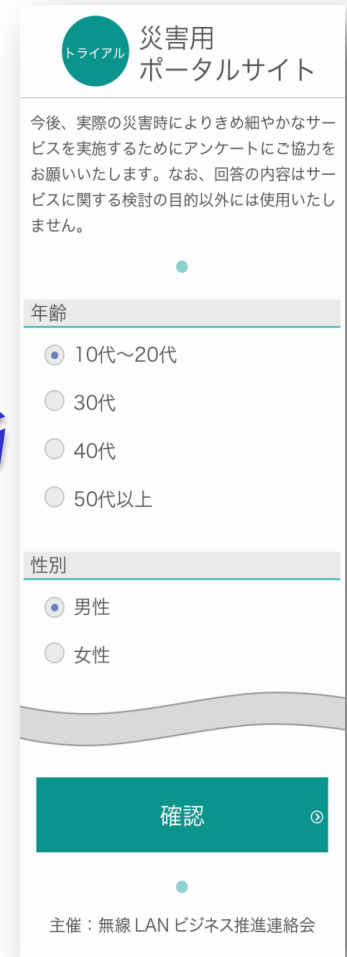 トライアル
災害用
ポータルサイト
今後、実際の災害時によりきめ細やかなサー
ビスを実施するためにアンケートにご協力を
お願いいたします。なお、回答の内容はサー
ビスに関する検討の目的以外には使用いたし
ません。
年齢
10代〜20代
30代
40代
50代以上
性別
男性
女性
確認
主催：無線 LAN ビジネス推進連絡会